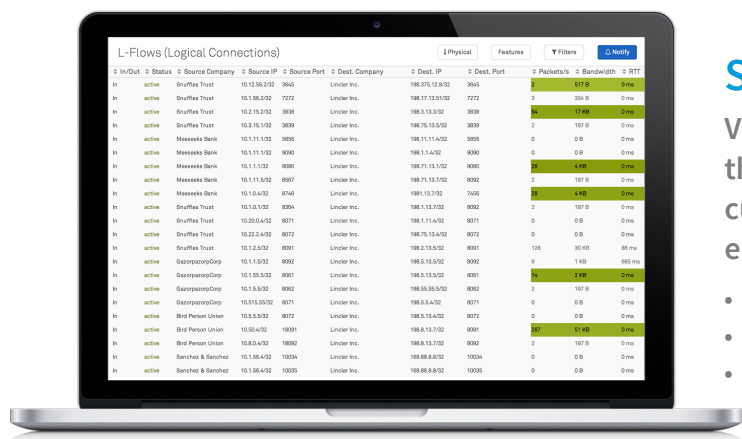 L-Flows (Logical Connections) Physical Features Filters Notify
In/Out Status Source Company Source IP Source Port Dest. Company Dest. IP Dest. Port Packets/s Bandwidth RTT
In active Snuffles Trust 10.12.56.2/32 3645 Lincler Inc. 198.375.12.9/32 3645 2 517 B 0 ms
In active Snuffles Trust 10.1.56.2/32 7272 Lincler Inc. 198.17.13.51/32 7272 3 354 B 0 ms
In active Snuffles Trust 10.2.15.2/32 3838 Lincler Inc. 198.3.13.3/32 3838 94 17 KB 0 ms
In active Snuffles Trust 10.3.15.1/32 3839 Lincler Inc. 198.75.13.5/32 3839 2 197 B 0 ms
In active Meeseeks Bank 10.1.11.1/32 5856 Lincler Inc. 198.11.11.4/32 5856 0 0 B 0 ms
In active Meeseeks Bank 10.1.11.1/32 9090 Lincler Inc. 198.1.1.4/32 9090 0 0 B 0 ms
In active Meeseeks Bank 10.1.1.1/32 9080 Lincler Inc. 198.71.13.1/32 9080 28 4 KB 0 ms
In active Meeseeks Bank 10.1.11.5/32 8567 Lincler Inc. 198.71.13.7/32 8092 2 197 B 0 ms
In active Meeseeks Bank 10.1.0.4/32 8746 Lincler Inc. 1981.13.7/32 7456 28 4 KB 0 ms
In active Snuffles Trust 10.1.0.1/32 8364 Lincler Inc. 198.1.13.7/32 8092 2 197 B 0 ms
In active Snuffles Trust 10.20.0.4/32 8071 Lincler Inc. 198.1.11.4/32 8071 0 0 B 0 ms
In active Snuffles Trust 10.22.2.4/32 8072 Lincler Inc. 198.75.13.4/32 8072 0 0 B 0 ms
In active Snuffles Trust 10.1.2.5/32 8091 Lincler Inc. 198.2.13.5/32 8091 128 30 KB 86 ms
In active GazorpazorpCorp 10.1.1.5/32 8092 Lincler Inc. 198.5.13.5/32 8092 9 1 KB 665 ms
In active GazorpazorpCorp 10.1.55.5/32 8061 Lincler Inc. 198.5.13.5/32 8061 14 2 KB 0 ms
In active GazorpazorpCorp 10.1.5.5/32 8062 Lincler Inc. 198.55.55.5/32 8062 2 197 B 0 ms
In active GazorpazorpCorp 10.515.55/32 8071 Lincler Inc. 198.5.5.4/32 8071 0 0 B 0 ms
In active Bird Person Union 10.5.5.5/32 8072 Lincler Inc. 198.5.13.4/32 8072 0 0 B 0 ms
In active Bird Person Union 10.50.4/32 18091 Lincler Inc. 198.8.13.7/32 8091 287 51 KB 0 ms
In active Bird Person Union 10.8.0.4/32 18092 Lincler Inc. 198.8.13.7/32 8092 2 197 B 0 ms
In active Sanchez & Sanchez 10.1.56.4/32 10034 Lincler Inc. 169.88.8.8/32 10034 0 0 B 0 ms
In active Sanchez & Sanchez 10.1.56.4/32 10035 Lincler Inc. 169.88.8.8/32 10035 0 0 B 0 ms